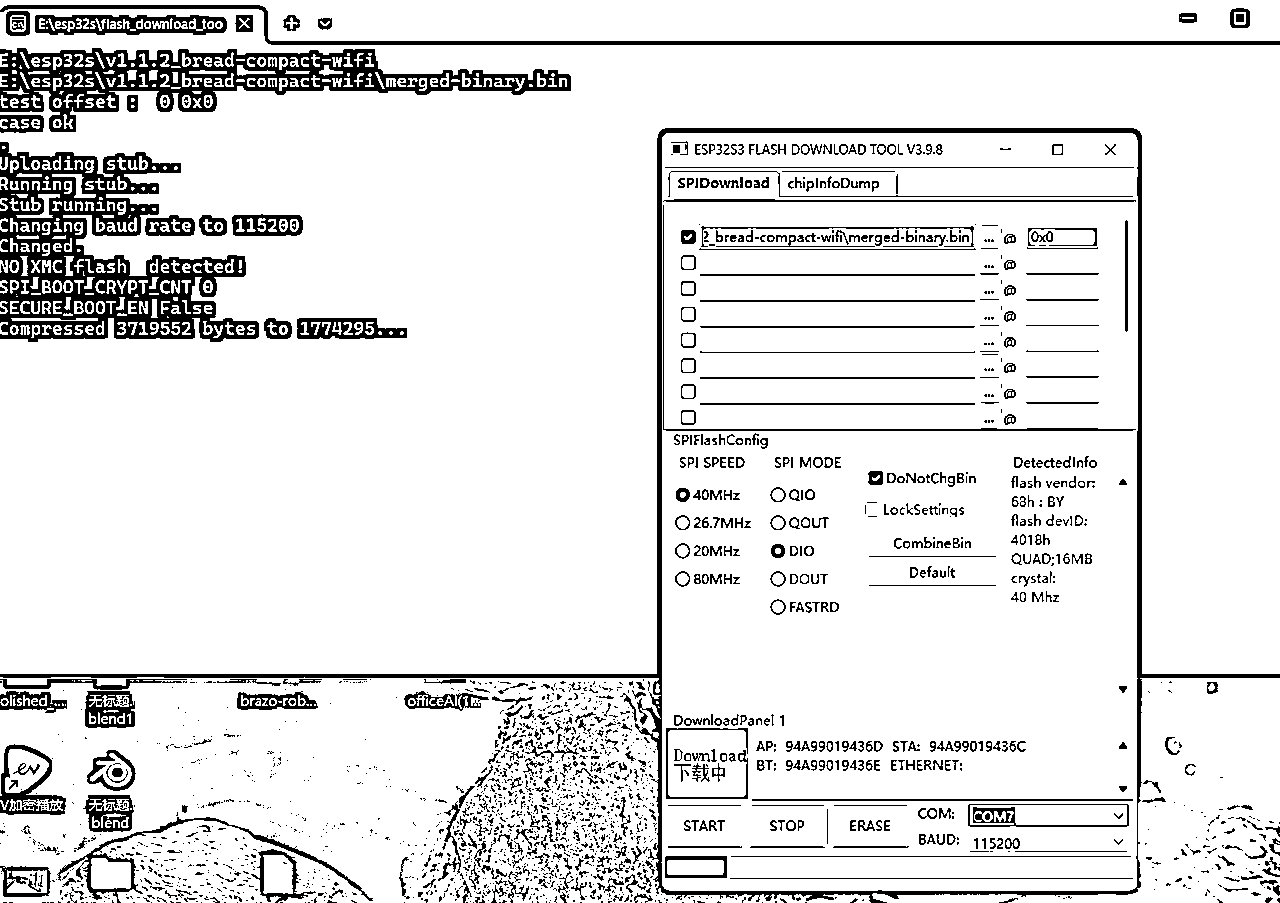 E:\esp32s\flash_download_too
E:\esp32s\v1.1.2_bread-compact-wifi
E:\esp32s\v1.1.2_bread-compact-wifi\merged-binary.bin
test offset :  0 0x0
case ok
.
Uploading stub...
Running stub...
Stub running...
Changing baud rate to 115200
Changed.
NO XMC flash  detected!
SPI_BOOT_CRYPT_CNT 0
SECURE_BOOT_EN False
Compressed 3719552 bytes to 1774295...
ESP32S3 FLASH DOWNLOAD TOOL V3.9.8
SPIDownload chipInfoDump
2_bread-compact-wifi\merged-binary.bin ... @ 0x0
... @
... @
... @
... @
... @
... @
... @
SPIFlashConfig
SPI SPEED
40MHz
26.7MHz
20MHz
80MHz
SPI MODE
QIO
QOUT
DIO
DOUT
FASTRD
DoNotChgBin
LockSettings
CombineBin
Default
DetectedInfo
flash vendor:
68h : BY
flash devID:
4018h
QUAD;16MB
crystal:
40 Mhz
DownloadPanel 1
Download
下载中
AP: 94A99019436D STA: 94A99019436C
BT: 94A99019436E ETHERNET:
START STOP ERASE
COM: COM7
BAUD: 115200
olished_...
无标题.
blend1
brazo-rob...
V加密播放
无标题.
blend